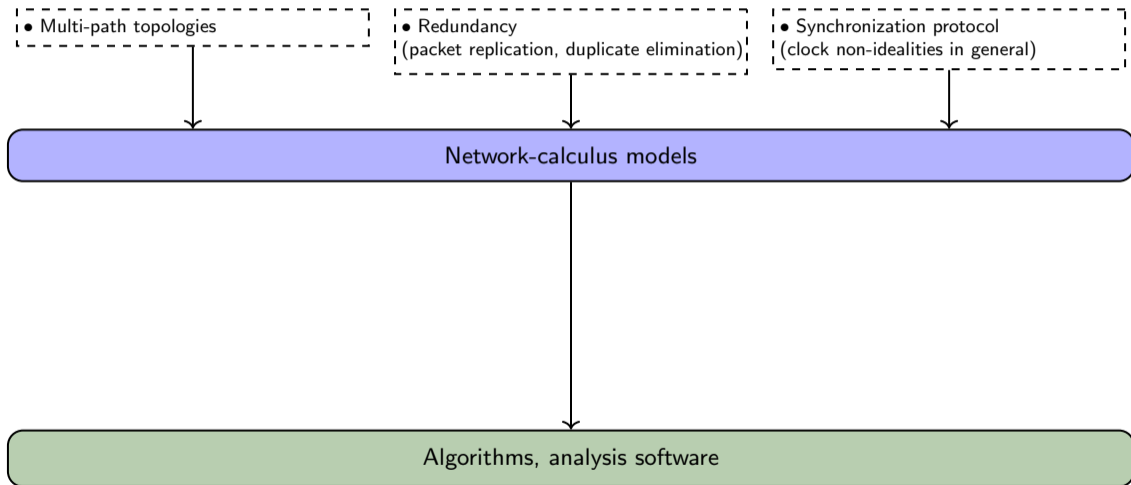 • Multi-path topologies
• Redundancy
(packet replication, duplicate elimination)
• Synchronization protocol
(clock non-idealities in general)
Network-calculus models
Algorithms, analysis software